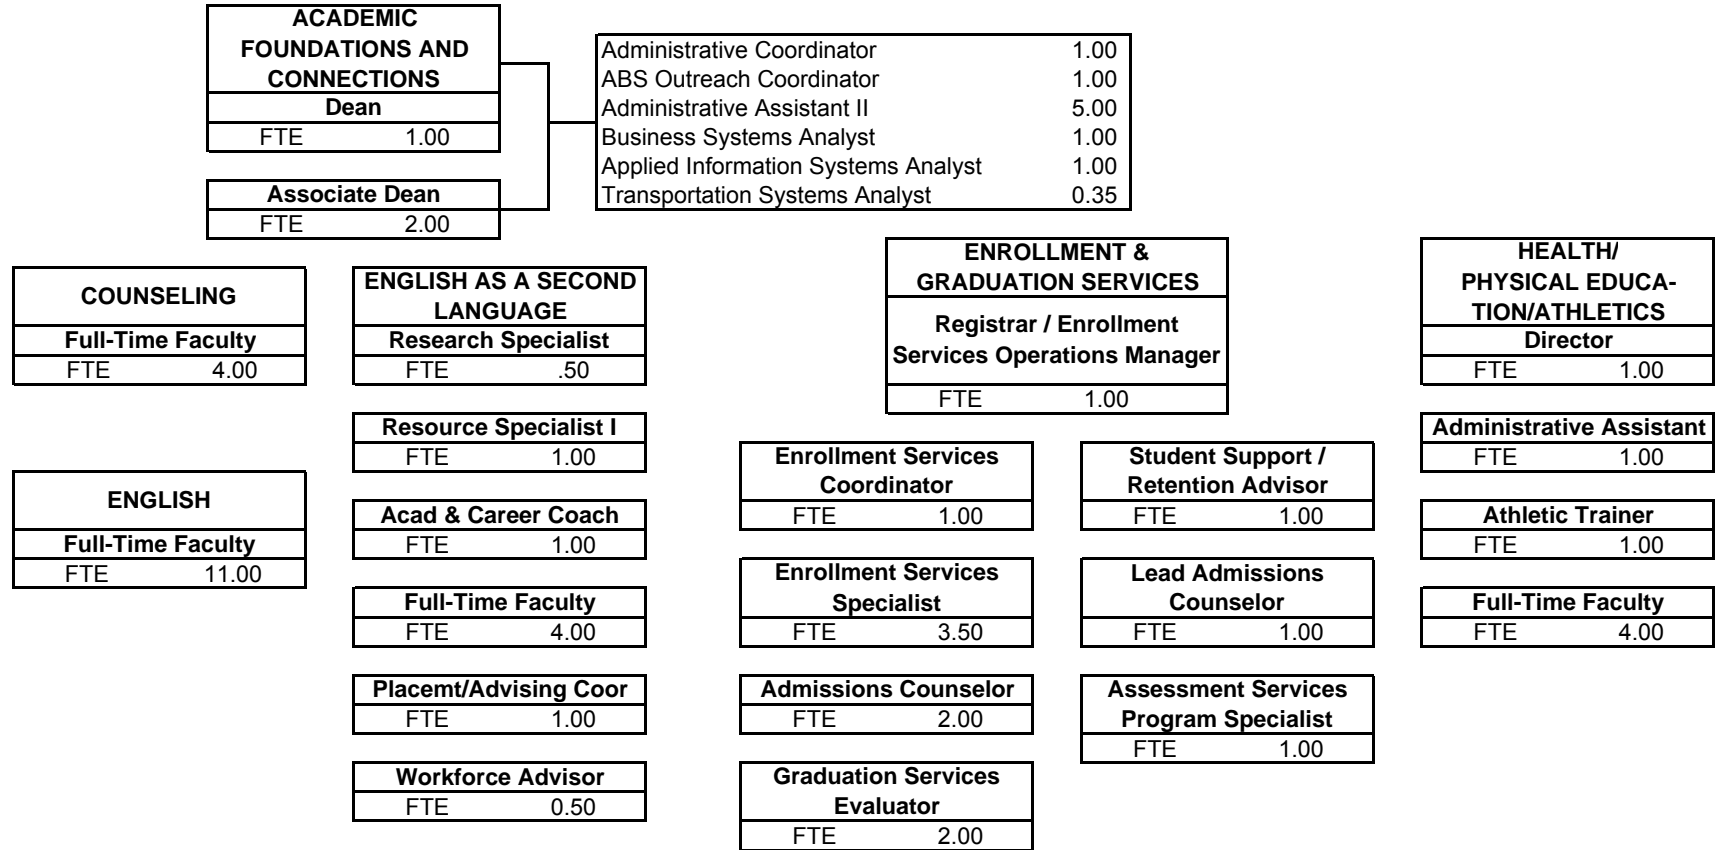 ACADEMIC
FOUNDATIONS AND
CONNECTIONS
Dean
FTE 1.00
Associate Dean
FTE 2.00
Administrative Coordinator 1.00
ABS Outreach Coordinator 1.00
Administrative Assistant II 5.00
Business Systems Analyst 1.00
Applied Information Systems Analyst 1.00
Transportation Systems Analyst 0.35
COUNSELING
Full-Time Faculty
FTE 4.00
ENGLISH
Full-Time Faculty
FTE 11.00
ENGLISH AS A SECOND
LANGUAGE
Research Specialist
FTE .50
Resource Specialist I
FTE 1.00
Acad & Career Coach
FTE 1.00
Full-Time Faculty
FTE 4.00
Placemt/Advising Coor
FTE 1.00
Workforce Advisor
FTE 0.50
ENROLLMENT &
GRADUATION SERVICES
Registrar / Enrollment
Services Operations Manager
FTE 1.00
Enrollment Services
Coordinator
FTE 1.00
Enrollment Services
Specialist
FTE 3.50
Admissions Counselor
FTE 2.00
Graduation Services
Evaluator
FTE 2.00
Student Support /
Retention Advisor
FTE 1.00
Lead Admissions
Counselor
FTE 1.00
Assessment Services
Program Specialist
FTE 1.00
HEALTH/
PHYSICAL EDUCA-
TION/ATHLETICS
Director
FTE 1.00
Administrative Assistant
FTE 1.00
Athletic Trainer
FTE 1.00
Full-Time Faculty
FTE 4.00